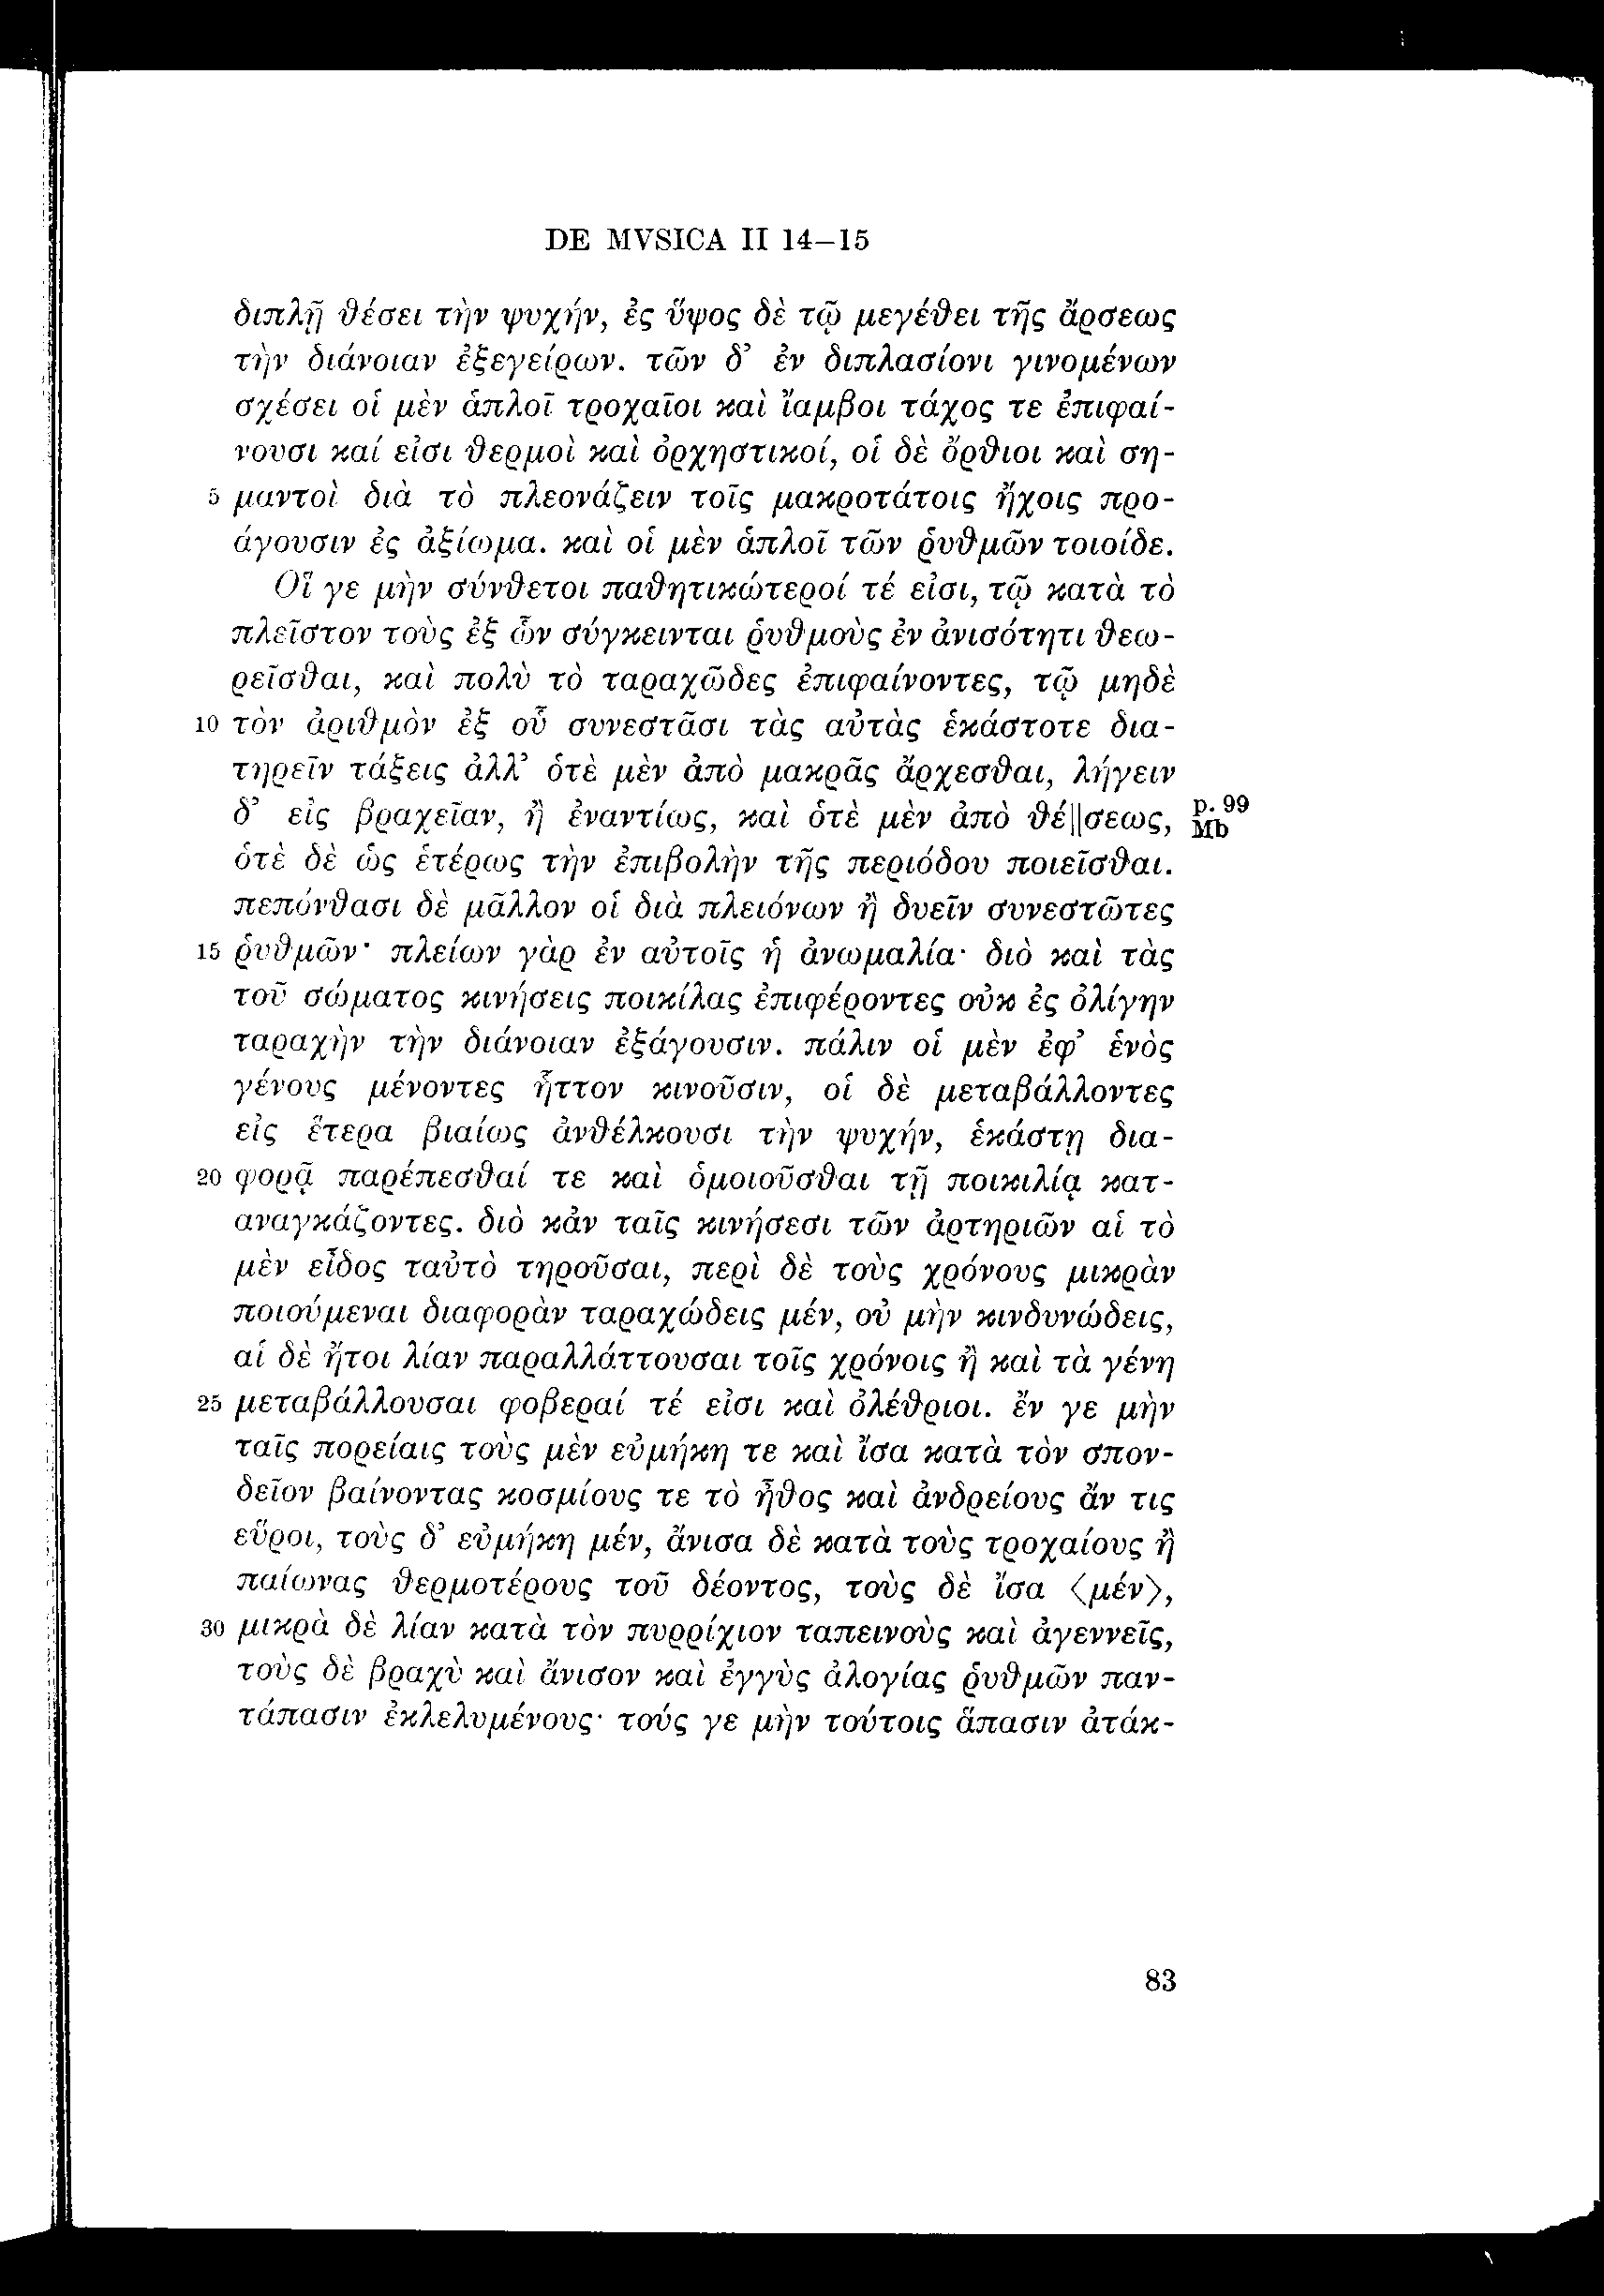 DE MVSICA II 14–15
διπλῇ θέσει τὴν ψυχήν, ἐς ὕψος δὲ τῷ μεγέθει τῆς ἄρσεως
τὴν διάνοιαν ἐξεγείρων. τῶν δ’ ἐν διπλασίονι γινομένων
σχέσει οἱ μὲν ἁπλοῖ τροχαῖοι καὶ ἴαμβοι τάχος τε ἐπιφαί-
νουσι καί εἰσι θερμοὶ καὶ ὀρχηστικοί, οἱ δὲ ὄρθιοι καὶ ση-
5 μαντοὶ διὰ τὸ πλεονάζειν τοῖς μακροτάτοις ἤχοις προ-
άγουσιν ἐς ἀξίωμα. καὶ οἱ μὲν ἁπλοῖ τῶν ῥυθμῶν τοιοίδε.
Οἵ γε μὴν σύνθετοι παθητικώτεροί τέ εἰσι, τῷ κατὰ τὸ
πλεῖστον τοὺς ἐξ ὧν σύγκεινται ῥυθμοὺς ἐν ἀνισότητι θεω-
ρεῖσθαι, καὶ πολὺ τὸ ταραχῶδες ἐπιφαίνοντες, τῷ μηδὲ
10 τὸν ἀριθμὸν ἐξ οὗ συνεστᾶσι τὰς αὐτὰς ἑκάστοτε δια-
τηρεῖν τάξεις ἀλλ’ ὁτὲ μὲν ἀπὸ μακρᾶς ἄρχεσθαι, λήγειν
δ’ εἰς βραχεῖαν, ἢ ἐναντίως, καὶ ὁτὲ μὲν ἀπὸ θέ||σεως, p. 99 Mb
ὁτὲ δὲ ὡς ἑτέρως τὴν ἐπιβολὴν τῆς περιόδου ποιεῖσθαι.
πεπόνθασι δὲ μᾶλλον οἱ διὰ πλειόνων ἢ δυεῖν συνεστῶτες
15 ῥυθμῶν· πλείων γὰρ ἐν αὐτοῖς ἡ ἀνωμαλία· διὸ καὶ τὰς
τοῦ σώματος κινήσεις ποικίλας ἐπιφέροντες οὐκ ἐς ὀλίγην
ταραχὴν τὴν διάνοιαν ἐξάγουσιν. πάλιν οἱ μὲν ἐφ’ ἑνὸς
γένους μένοντες ἧττον κινοῦσιν, οἱ δὲ μεταβάλλοντες
εἰς ἕτερα βιαίως ἀνθέλκουσι τὴν ψυχήν, ἑκάστῃ δια-
20 φορᾷ παρέπεσθαί τε καὶ ὁμοιοῦσθαι τῇ ποικιλίᾳ κατ-
αναγκάζοντες. διὸ κἀν ταῖς κινήσεσι τῶν ἀρτηριῶν αἱ τὸ
μὲν εἶδος ταὐτὸ τηροῦσαι, περὶ δὲ τοὺς χρόνους μικρὰν
ποιούμεναι διαφορὰν ταραχώδεις μέν, οὐ μὴν κινδυνώδεις,
αἱ δὲ ἤτοι λίαν παραλλάττουσαι τοῖς χρόνοις ἢ καὶ τὰ γένη
25 μεταβάλλουσαι φοβεραί τέ εἰσι καὶ ὀλέθριοι. ἔν γε μὴν
ταῖς πορείαις τοὺς μὲν εὐμήκη τε καὶ ἴσα κατὰ τὸν σπον-
δεῖον βαίνοντας κοσμίους τε τὸ ἦθος καὶ ἀνδρείους ἄν τις
εὕροι, τοὺς δ’ εὐμήκη μέν, ἄνισα δὲ κατὰ τοὺς τροχαίους ἢ
παίωνας θερμοτέρους τοῦ δέοντος, τοὺς δὲ ἴσα ⟨μέν⟩,
30 μικρὰ δὲ λίαν κατὰ τὸν πυρρίχιον ταπεινοὺς καὶ ἀγεννεῖς,
τοὺς δὲ βραχὺ καὶ ἄνισον καὶ ἐγγὺς ἀλογίας ῥυθμῶν παν-
τάπασιν ἐκλελυμένους· τούς γε μὴν τούτοις ἅπασιν ἀτάκ-
83